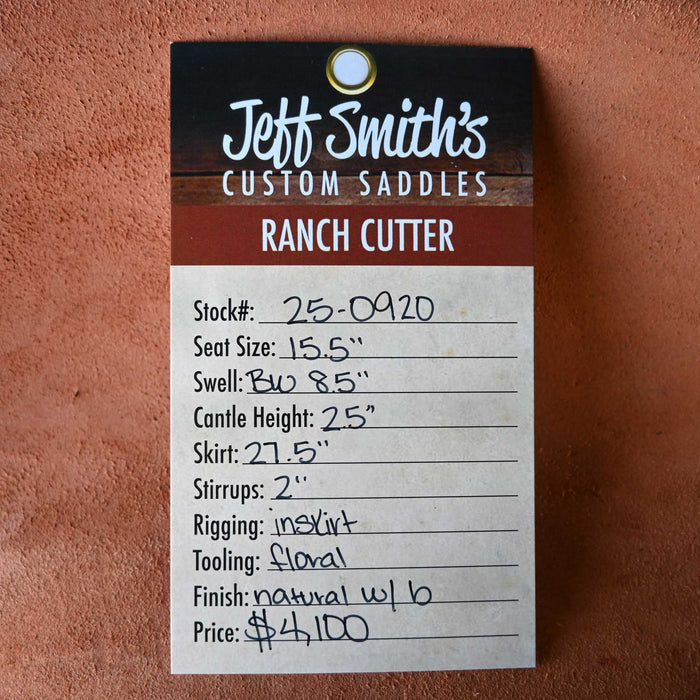 Jeff Smith's
CUSTOM SADDLES
RANCH CUTTER
Stock#: 25-0920
Seat Size: 15.5"
Swell: BW 8.5"
Cantle Height: 2.5"
Skirt: 27.5"
Stirrups: 2"
Rigging: inskirt
Tooling: floral
Finish: natural w/ b
Price: $4,100